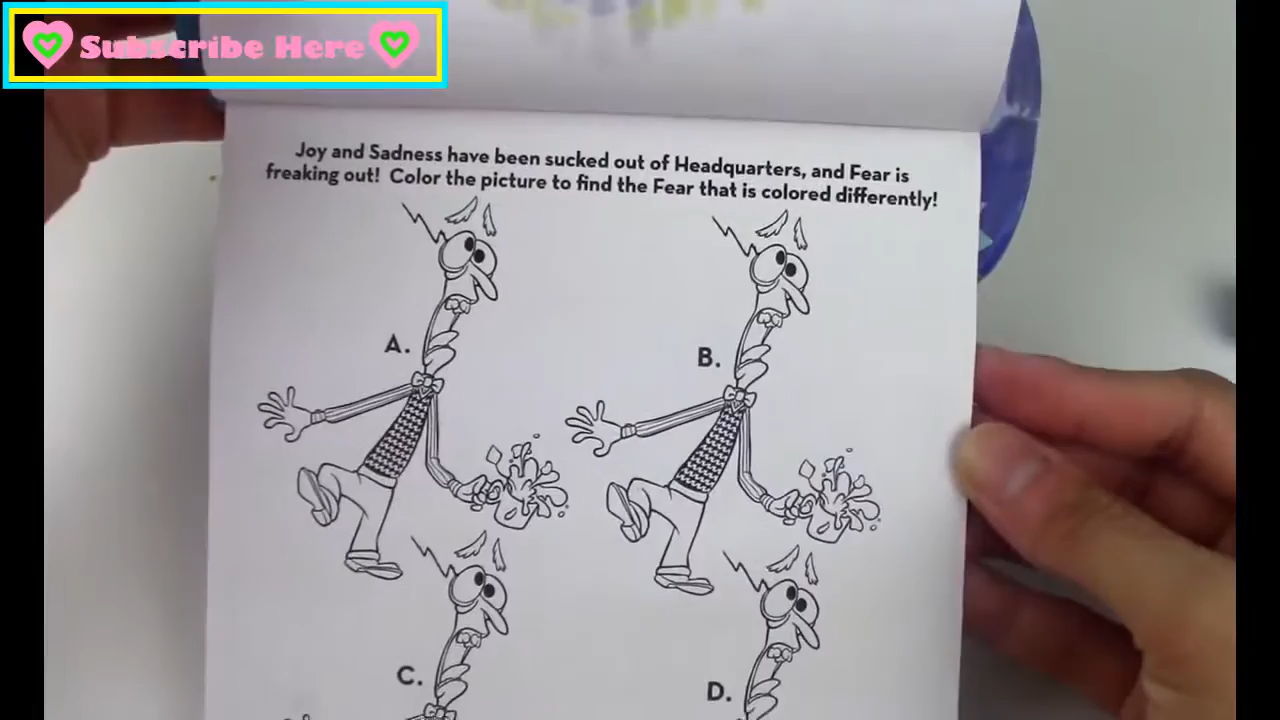 Subscribe Here
Joy and Sadness have been sucked out of Headquarters, and Fear is
freaking out! Color the picture to find the Fear that is colored differently!
A.
B.
C.
D.